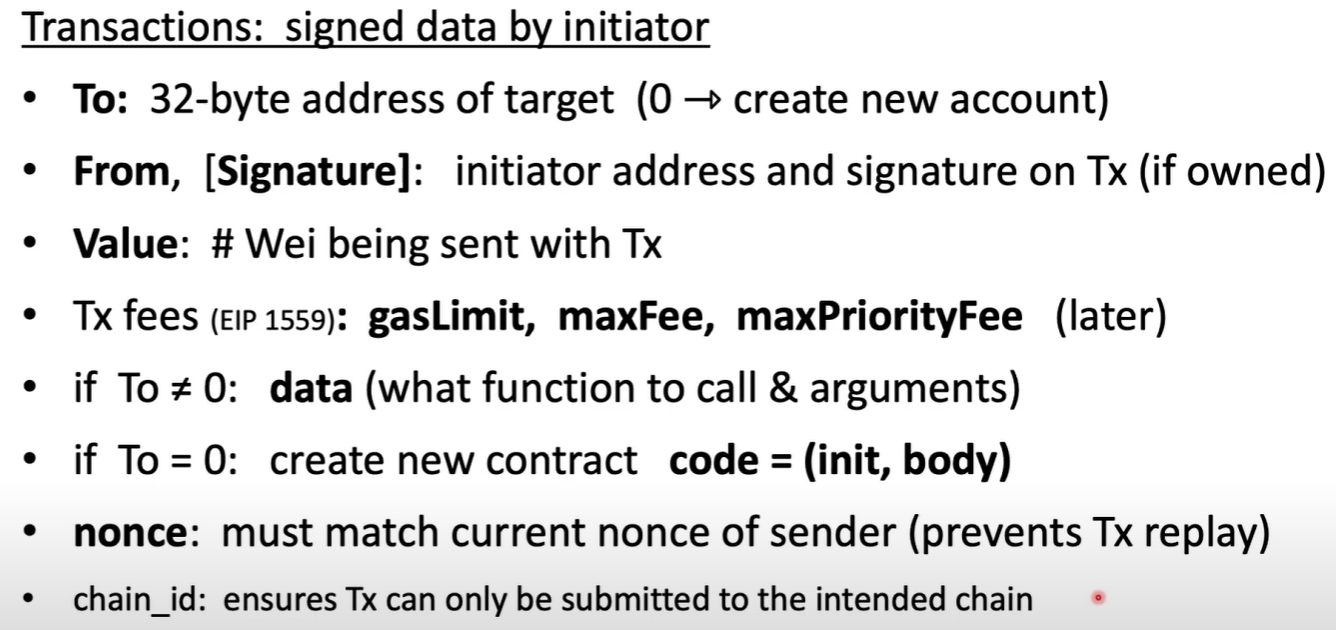 Transactions: signed data by initiator
• To: 32-byte address of target (0 → create new account)
• From, [Signature]: initiator address and signature on Tx (if owned)
• Value: # Wei being sent with Tx
• Tx fees (EIP 1559): gasLimit, maxFee, maxPriorityFee (later)
• if To ≠ 0: data (what function to call & arguments)
• if To = 0: create new contract code = (init, body)
• nonce: must match current nonce of sender (prevents Tx replay)
• chain_id: ensures Tx can only be submitted to the intended chain